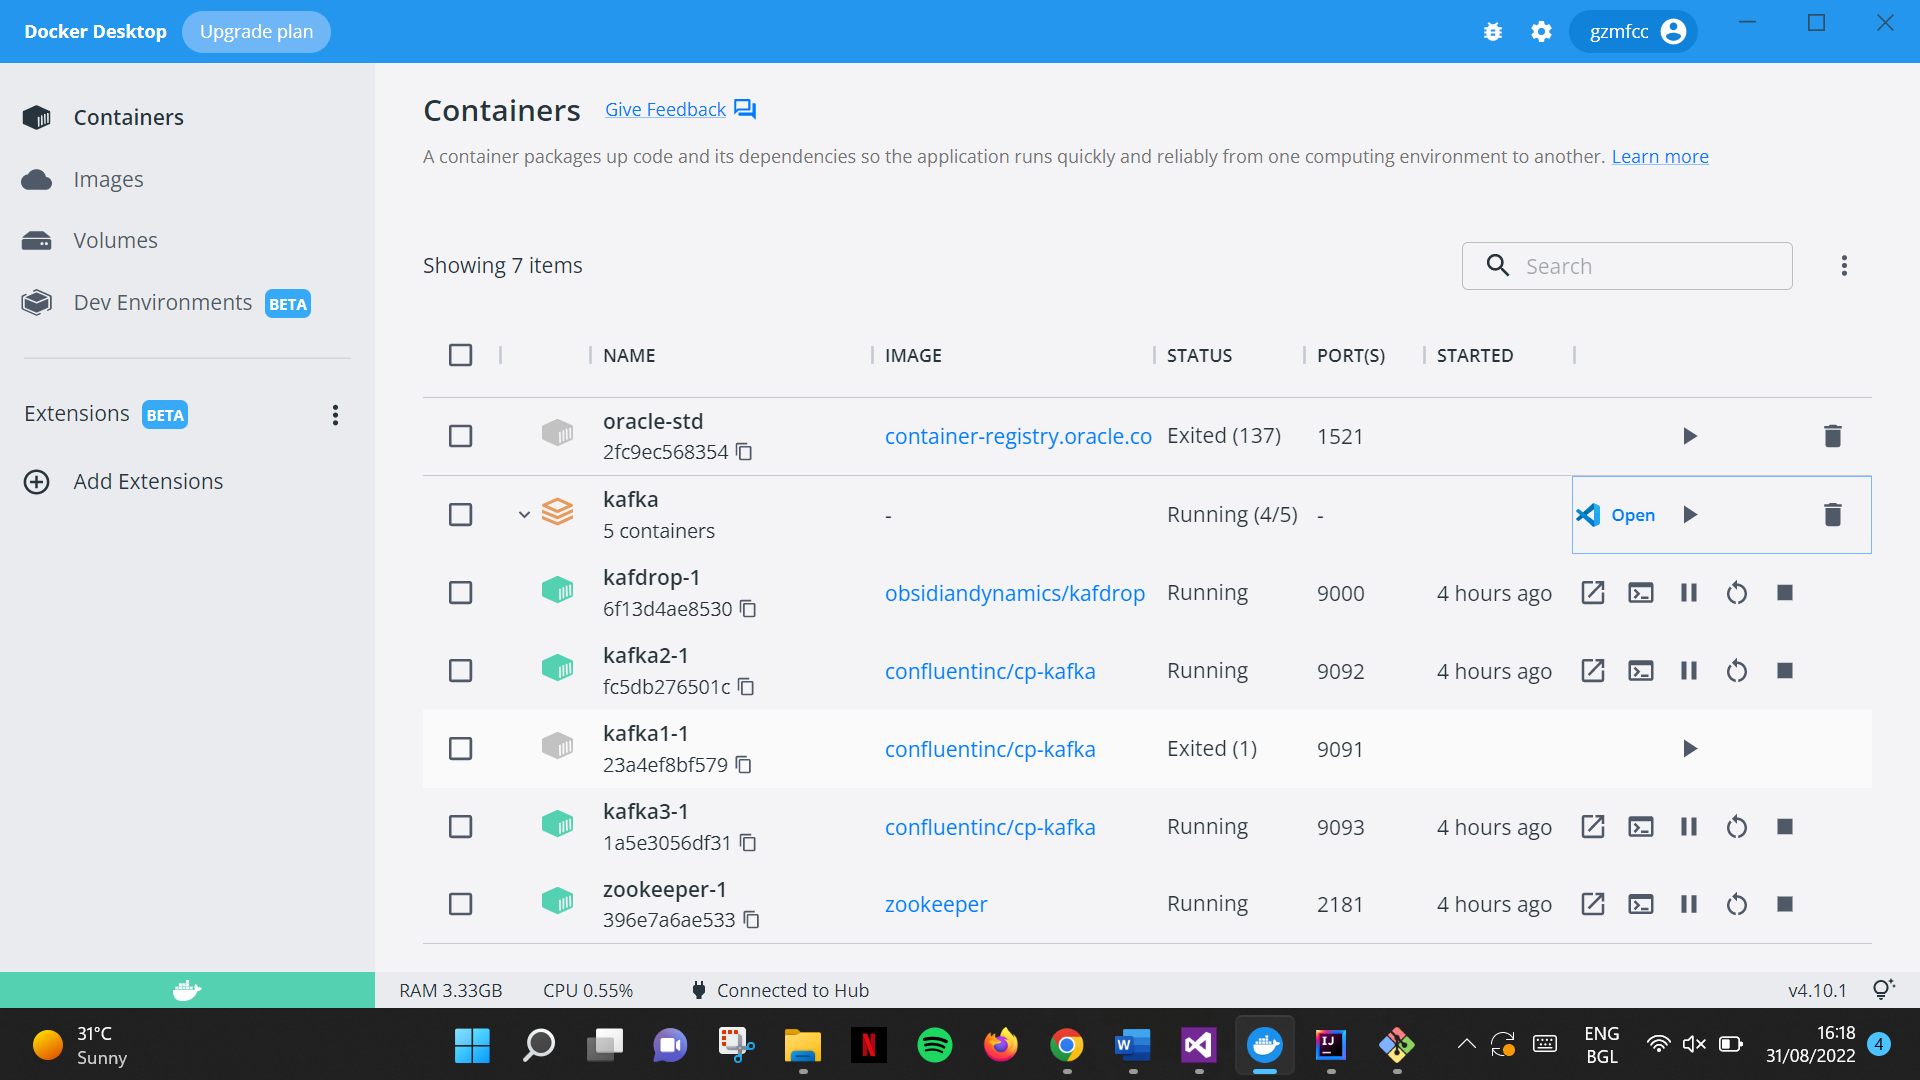 Docker Desktop
Upgrade plan
gzmfcc
Containers
Images
Volumes
Dev Environments BETA
Extensions BETA
Add Extensions
Containers Give Feedback
A container packages up code and its dependencies so the application runs quickly and reliably from one computing environment to another. Learn more
Showing 7 items
Search
NAME IMAGE STATUS PORT(S) STARTED
oracle-std
2fc9ec568354
container-registry.oracle.co Exited (137) 1521
kafka
5 containers
- Running (4/5) -
Open
kafdrop-1
6f13d4ae8530
obsidiandynamics/kafdrop Running 9000 4 hours ago
kafka2-1
fc5db276501c
confluentinc/cp-kafka Running 9092 4 hours ago
kafka1-1
23a4ef8bf579
confluentinc/cp-kafka Exited (1) 9091
kafka3-1
1a5e3056df31
confluentinc/cp-kafka Running 9093 4 hours ago
zookeeper-1
396e7a6ae533
zookeeper Running 2181 4 hours ago
RAM 3.33GB CPU 0.55% Connected to Hub
v4.10.1
31°C
Sunny
N
W
IJ
ENG
BGL
16:18
31/08/2022
4